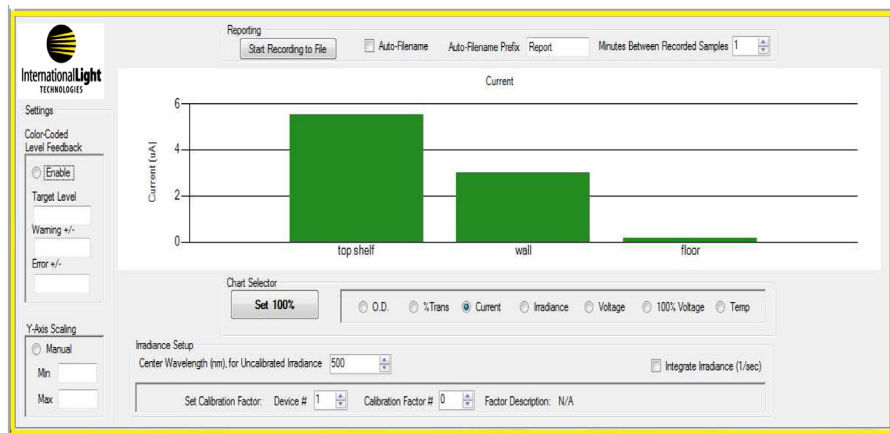 InternationalLight
TECHNOLOGIES
Reporting
Start Recording to File
Auto-Filename
Auto-Filename Prefix
Report
Minutes Between Recorded Samples
1
Settings
Color-Coded
Level Feedback
Enable
Target Level
Warning +/-
Error +/-
Y-Axis Scaling
Manual
Min
Max
Current
Current (uA)
6
4
2
0
top shelf
wall
floor
Chart Selector
Set 100%
O.D.
%Trans
Current
Irradiance
Voltage
100% Voltage
Temp
Irradiance Setup
Center Wavelength (nm), for Uncalibrated Irradiance
500
Integrate Irradiance (1/sec)
Set Calibration Factor:
Device #
1
Calibration Factor #
0
Factor Description:
N/A